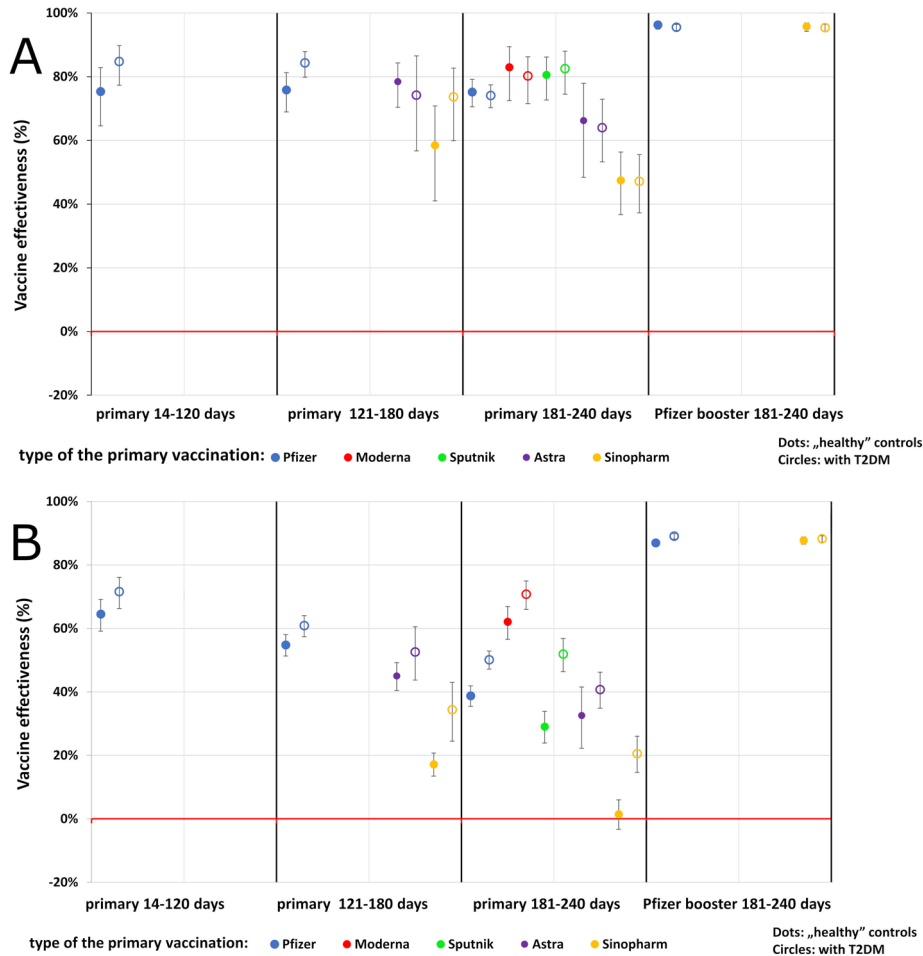 A
Vaccine effectiveness (%)
100%
80%
60%
40%
20%
0%
-20%
primary 14-120 days
primary 121-180 days
primary 181-240 days
Pfizer booster 181-240 days
type of the primary vaccination: Pfizer Moderna Sputnik Astra Sinopharm
Dots: „healthy” controls
Circles: with T2DM
B
Vaccine effectiveness (%)
100%
80%
60%
40%
20%
0%
-20%
primary 14-120 days
primary 121-180 days
primary 181-240 days
Pfizer booster 181-240 days
type of the primary vaccination: Pfizer Moderna Sputnik Astra Sinopharm
Dots: „healthy” controls
Circles: with T2DM